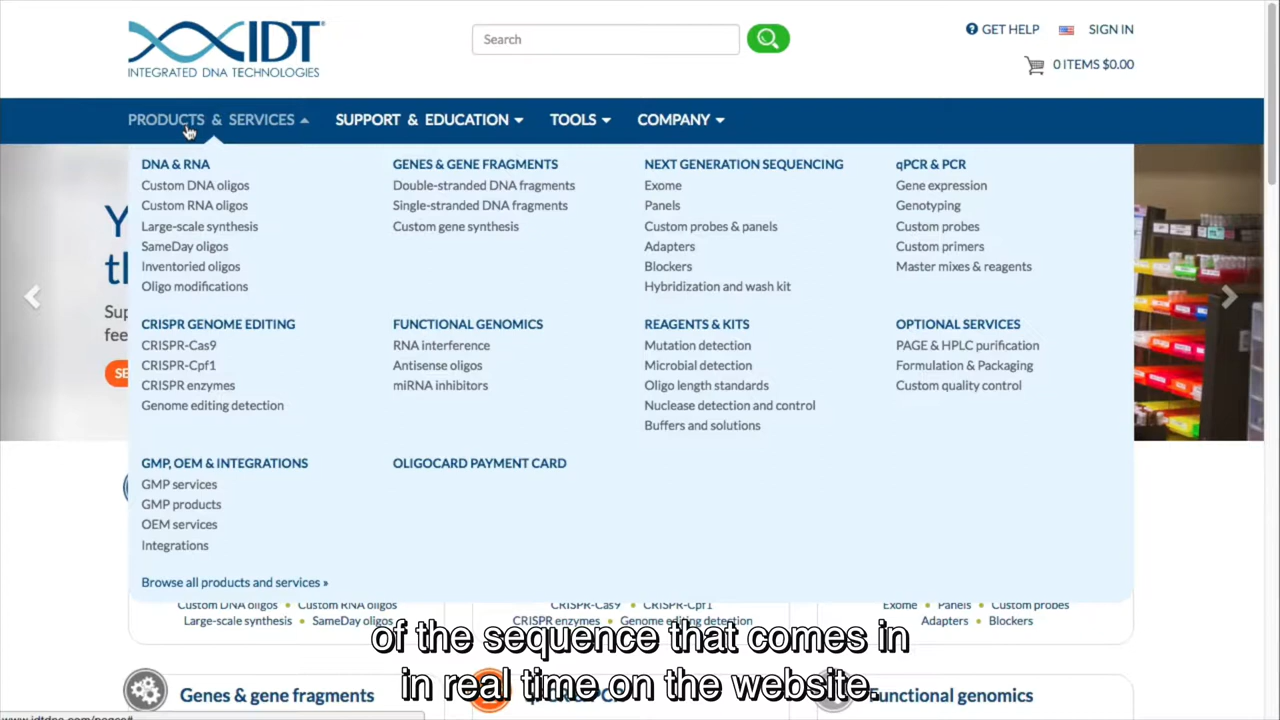 IDT
INTEGRATED DNA TECHNOLOGIES
Search
GET HELP
SIGN IN
0 ITEMS $0.00
PRODUCTS & SERVICES
SUPPORT & EDUCATION
TOOLS
COMPANY
DNA & RNA
Custom DNA oligos
Custom RNA oligos
Large-scale synthesis
SameDay oligos
Inventoried oligos
Oligo modifications
GENES & GENE FRAGMENTS
Double-stranded DNA fragments
Single-stranded DNA fragments
Custom gene synthesis
NEXT GENERATION SEQUENCING
Exome
Panels
Custom probes & panels
Adapters
Blockers
Hybridization and wash kit
qPCR & PCR
Gene expression
Genotyping
Custom probes
Custom primers
Master mixes & reagents
CRISPR GENOME EDITING
CRISPR-Cas9
CRISPR-Cpf1
CRISPR enzymes
Genome editing detection
FUNCTIONAL GENOMICS
RNA interference
Antisense oligos
miRNA inhibitors
REAGENTS & KITS
Mutation detection
Microbial detection
Oligo length standards
Nuclease detection and control
Buffers and solutions
OPTIONAL SERVICES
PAGE & HPLC purification
Formulation & Packaging
Custom quality control
GMP, OEM & INTEGRATIONS
GMP services
GMP products
OEM services
Integrations
OLIGOCARD PAYMENT CARD
Browse all products and services »
Custom DNA oligos • Custom RNA oligos
Large-scale synthesis • SameDay oligos
CRISPR-Cas9 • CRISPR-Cpf1
CRISPR enzymes • Genome editing detection
Exome • Panels • Custom probes
Adapters • Blockers
of the sequence that comes in
in real time on the website.
Genes & gene fragments
Functional genomics